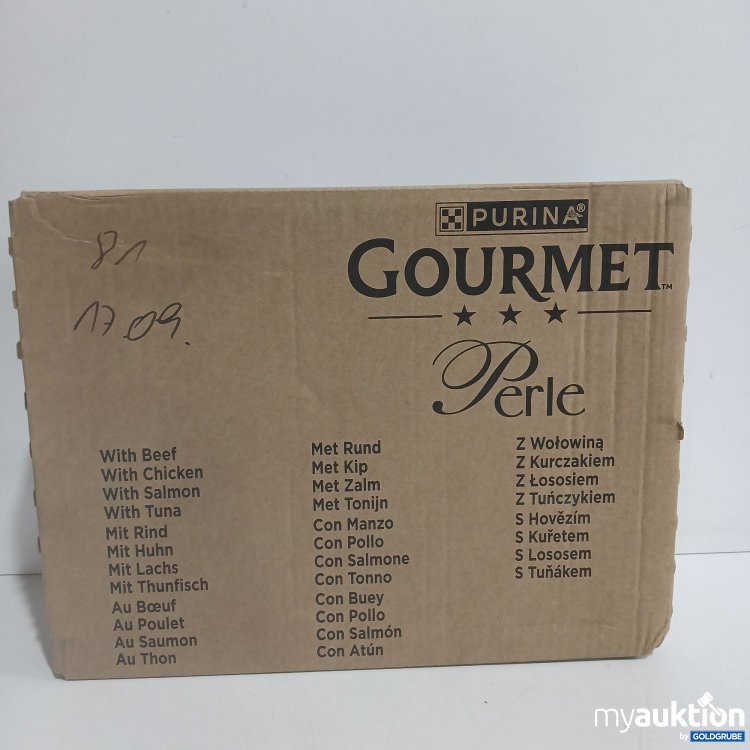 PURINA®
GOURMET™
Perle
81
17.09.
With Beef
With Chicken
With Salmon
With Tuna
Mit Rind
Mit Huhn
Mit Lachs
Mit Thunfisch
Au Bœuf
Au Poulet
Au Saumon
Au Thon
Met Rund
Met Kip
Met Zalm
Met Tonijn
Con Manzo
Con Pollo
Con Salmone
Con Tonno
Con Buey
Con Pollo
Con Salmón
Con Atún
Z Wołowiną
Z Kurczakiem
Z Łososiem
Z Tuńczykiem
S Hovězím
S Kuřetem
S Lososem
S Tuňákem
myauktion
by GOLDGRUBE